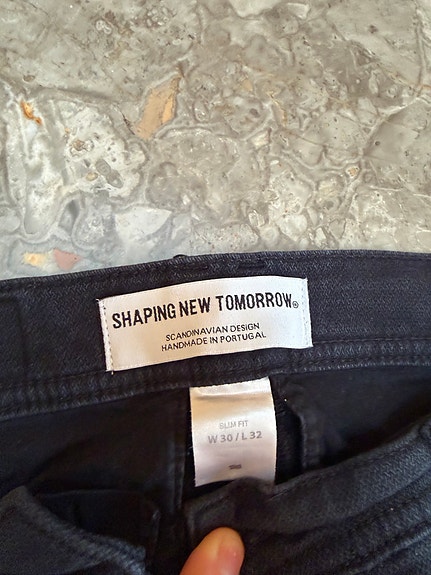 SHAPING NEW TOMORROW®
SCANDINAVIAN DESIGN
HANDMADE IN PORTUGAL
SLIM FIT
W 30 / L 32